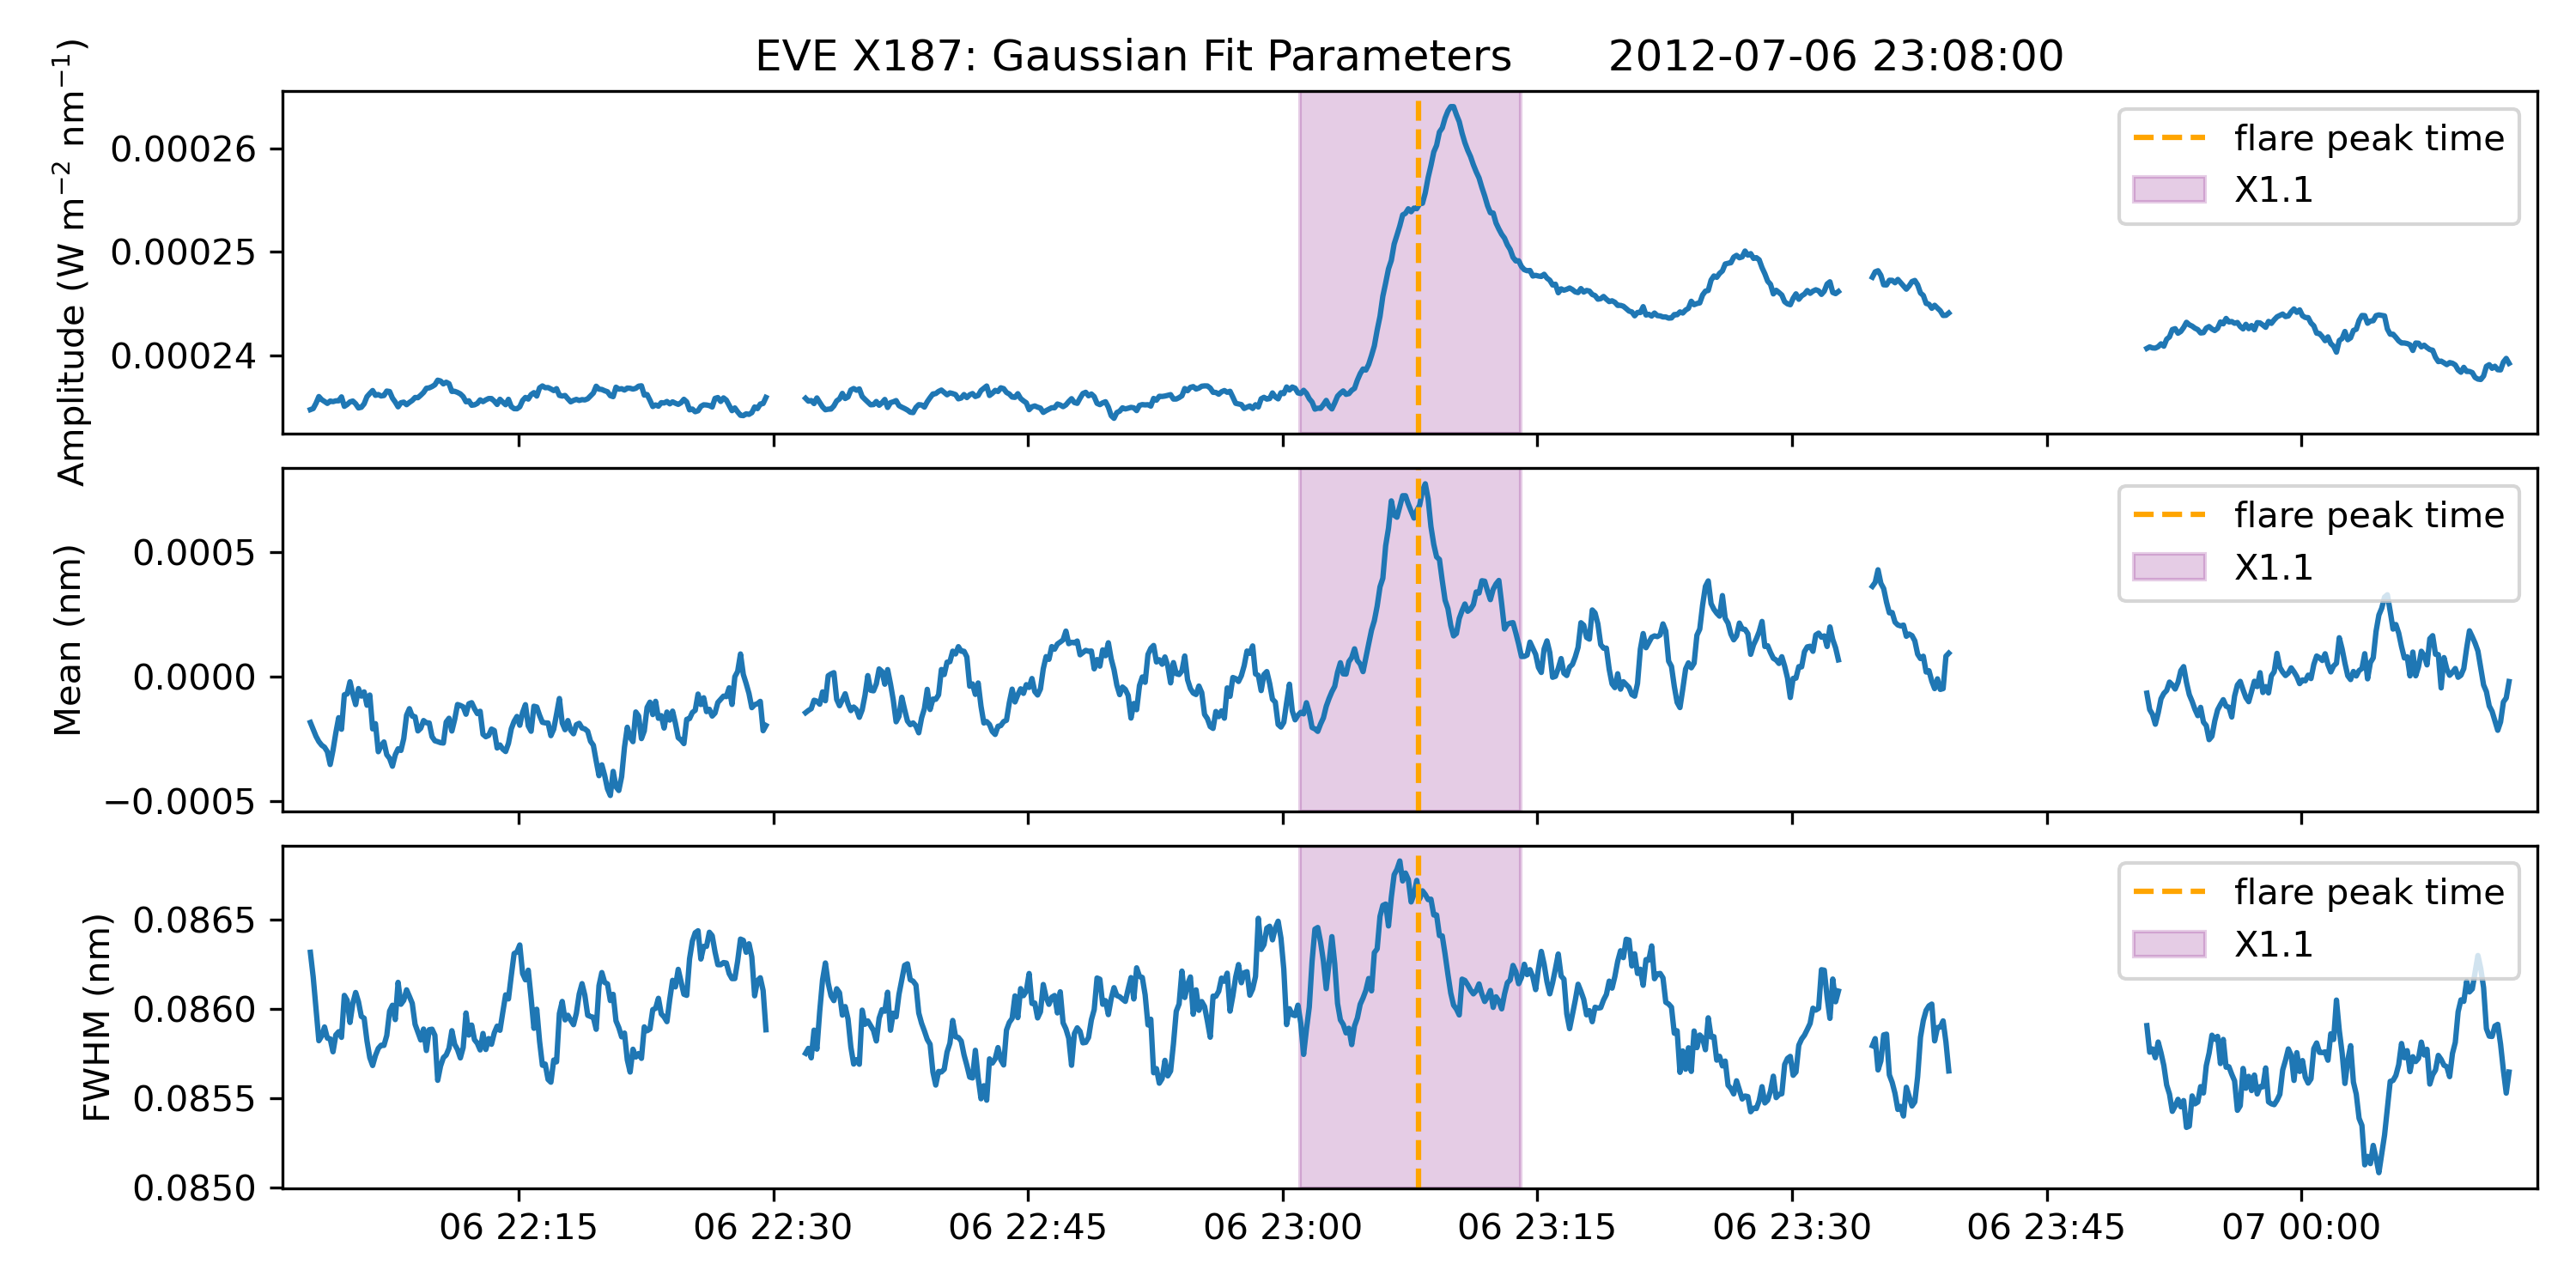 EVE X187: Gaussian Fit Parameters 2012-07-06 23:08:00
Amplitude (W m⁻² nm⁻¹)
0.00026
0.00025
0.00024
flare peak time
X1.1
Mean (nm)
0.0005
0.0000
−0.0005
flare peak time
X1.1
FWHM (nm)
0.0865
0.0860
0.0855
0.0850
flare peak time
X1.1
06 22:15 06 22:30 06 22:45 06 23:00 06 23:15 06 23:30 06 23:45 07 00:00